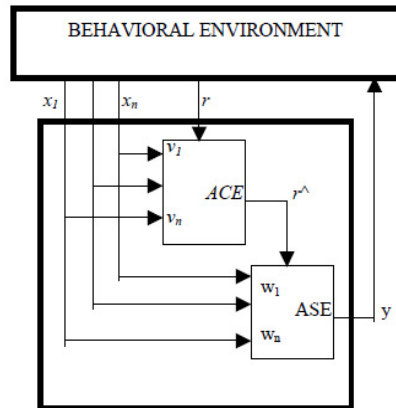 BEHAVIORAL ENVIRONMENT
x1 xn r
v1
ACE r^
vn
w1
ASE y
wn